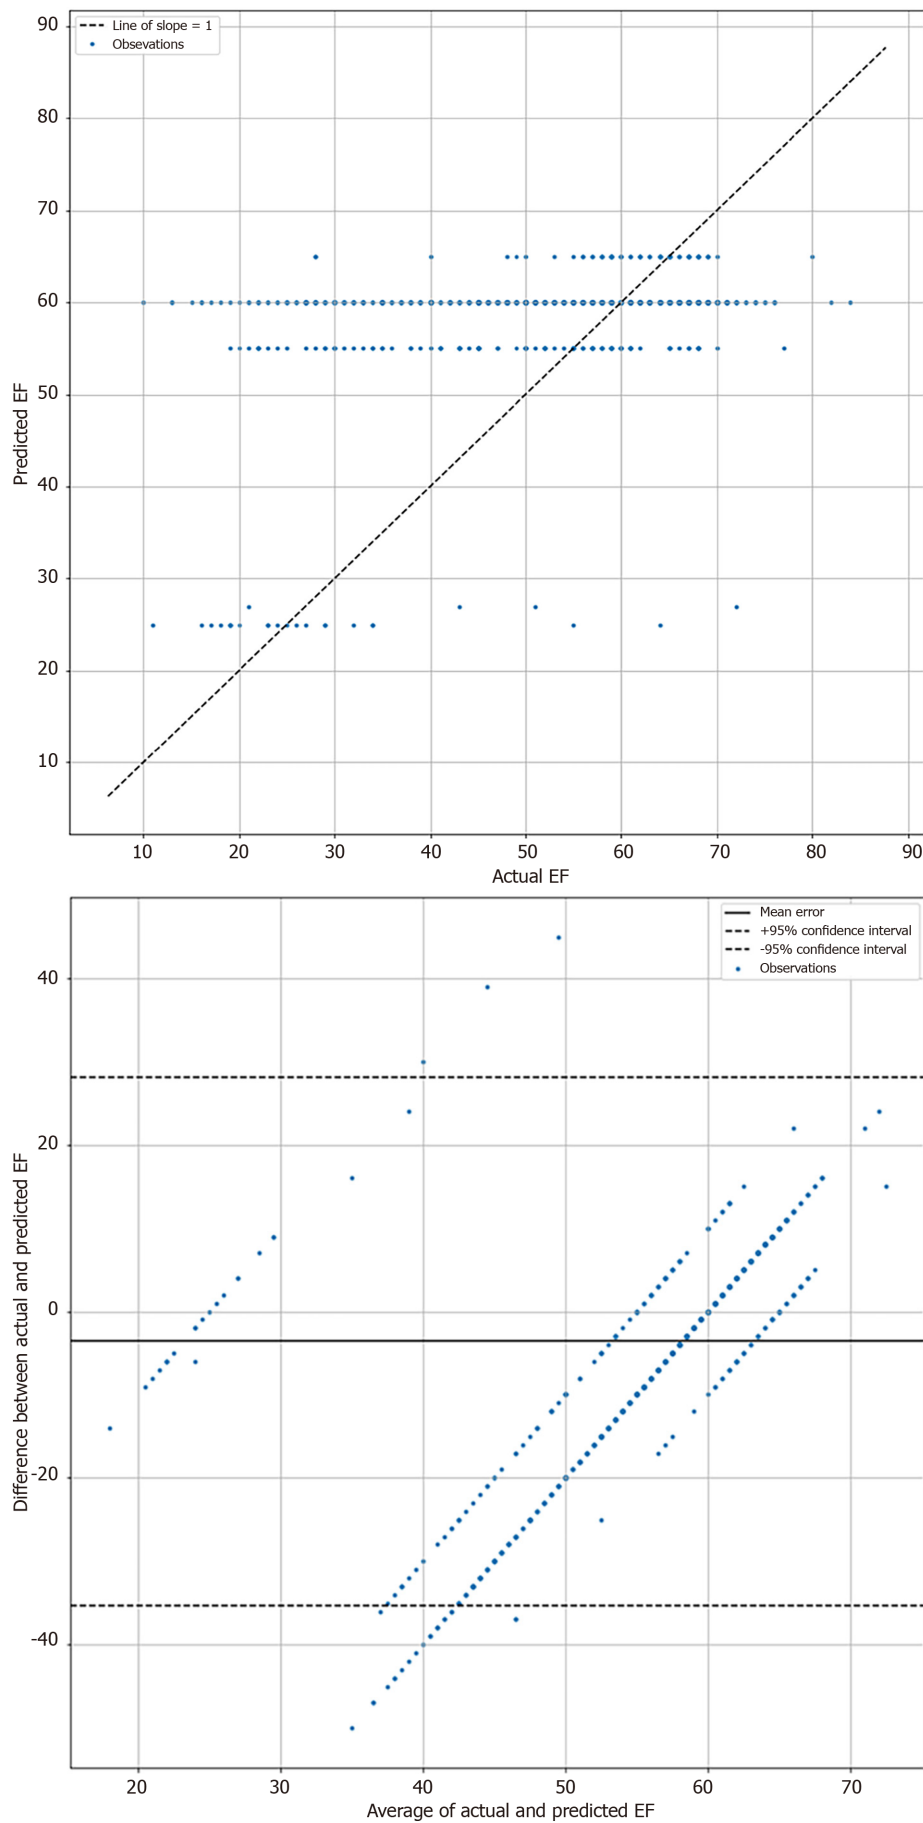 Line of slope = 1
Obsevations
90
80
70
60
50
40
30
20
10
Predicted EF
10 20 30 40 50 60 70 80 90
Actual EF
Mean error
+95% confidence interval
-95% confidence interval
Observations
40
20
0
-20
-40
Difference between actual and predicted EF
20 30 40 50 60 70
Average of actual and predicted EF